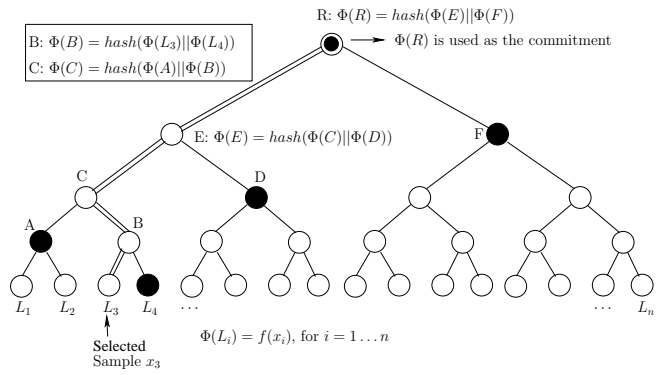 R: Φ(R) = hash(Φ(E)||Φ(F))
B: Φ(B) = hash(Φ(L₃)||Φ(L₄))
Φ(R) is used as the commitment
C: Φ(C) = hash(Φ(A)||Φ(B))
E: Φ(E) = hash(Φ(C)||Φ(D))
F
C
D
A
B
L₁
L₂
L₃
L₄
...
...
Lₙ
Φ(Lᵢ) = f(xᵢ), for i = 1...n
Selected
Sample x₃